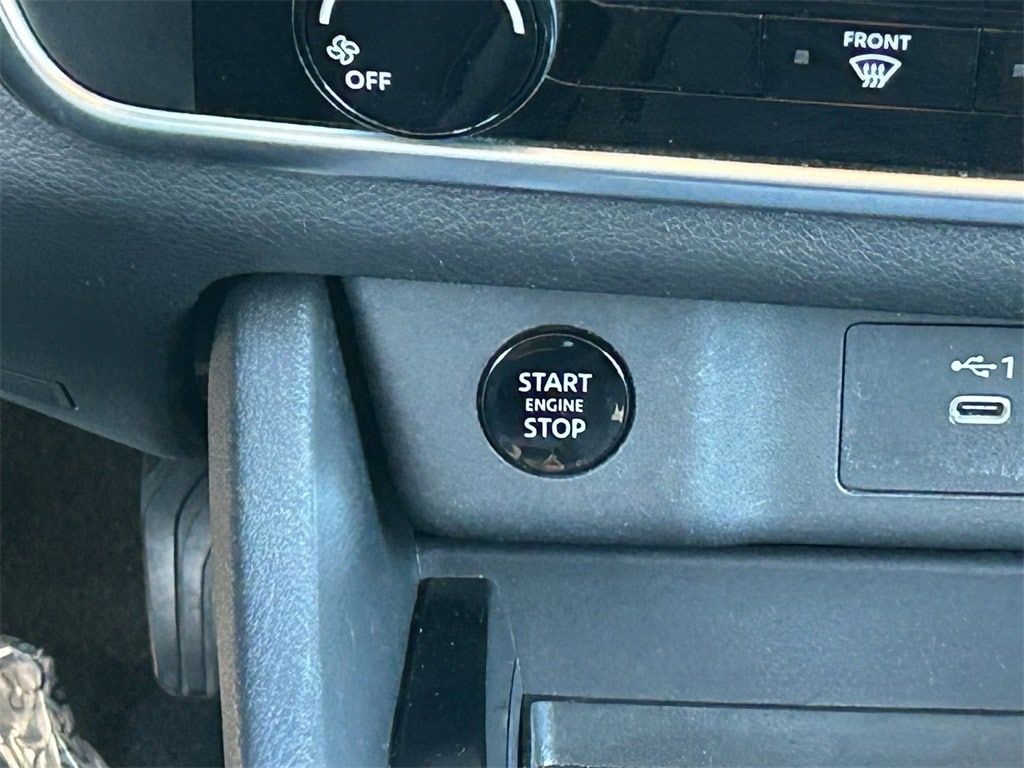 OFF
FRONT
START
ENGINE
STOP
1